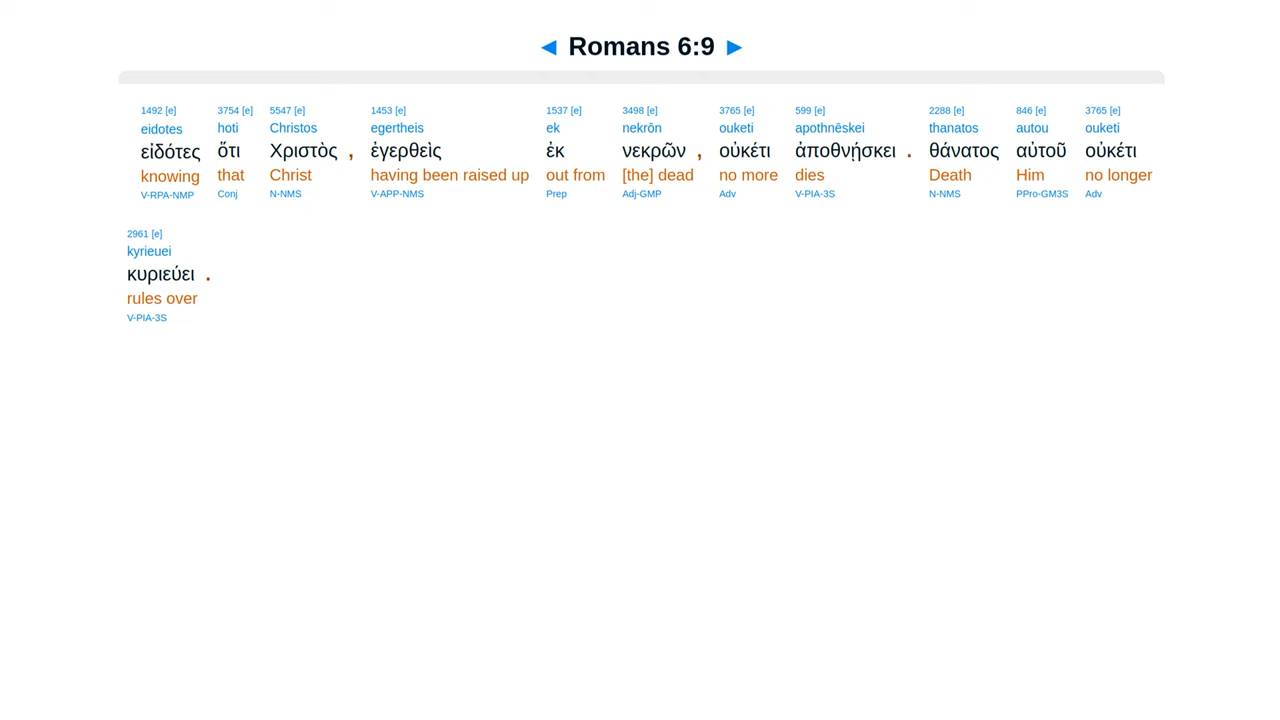 ◄ Romans 6:9 ►
1492 [e] 3754 [e] 5547 [e] 1453 [e] 1537 [e] 3498 [e] 3765 [e] 599 [e] 2288 [e] 846 [e] 3765 [e]
eidotes hoti Christos egertheis ek nekrōn ouketi apothnēskei thanatos autou ouketi
εἰδότες ὅτι Χριστὸς , ἐγερθεὶς ἐκ νεκρῶν , οὐκέτι ἀποθνῄσκει . θάνατος αὐτοῦ οὐκέτι
knowing that Christ having been raised up out from [the] dead no more dies Death Him no longer
V-RPA-NMP Conj N-NMS V-APP-NMS Prep Adj-GMP Adv V-PIA-3S N-NMS PPro-GM3S Adv
2961 [e]
kyrieuei
κυριεύει .
rules over
V-PIA-3S